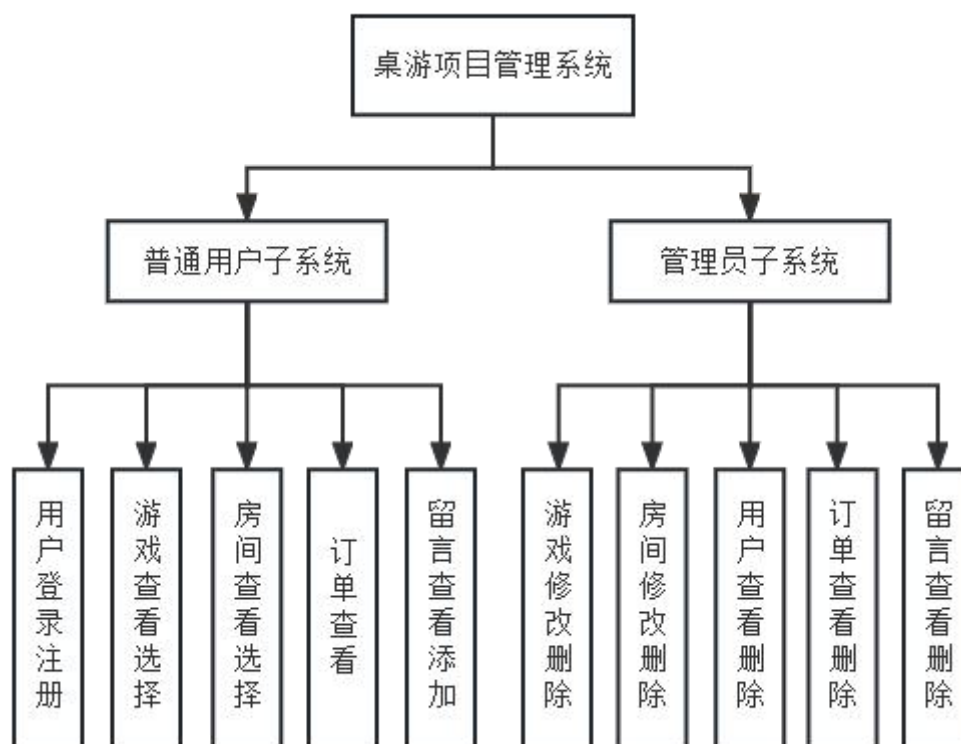 桌游项目管理系统
普通用户子系统
管理员子系统
用户登录注册
游戏查看选择
房间查看选择
订单查看
留言查看添加
游戏修改删除
房间修改删除
用户查看删除
订单查看删除
留言查看删除